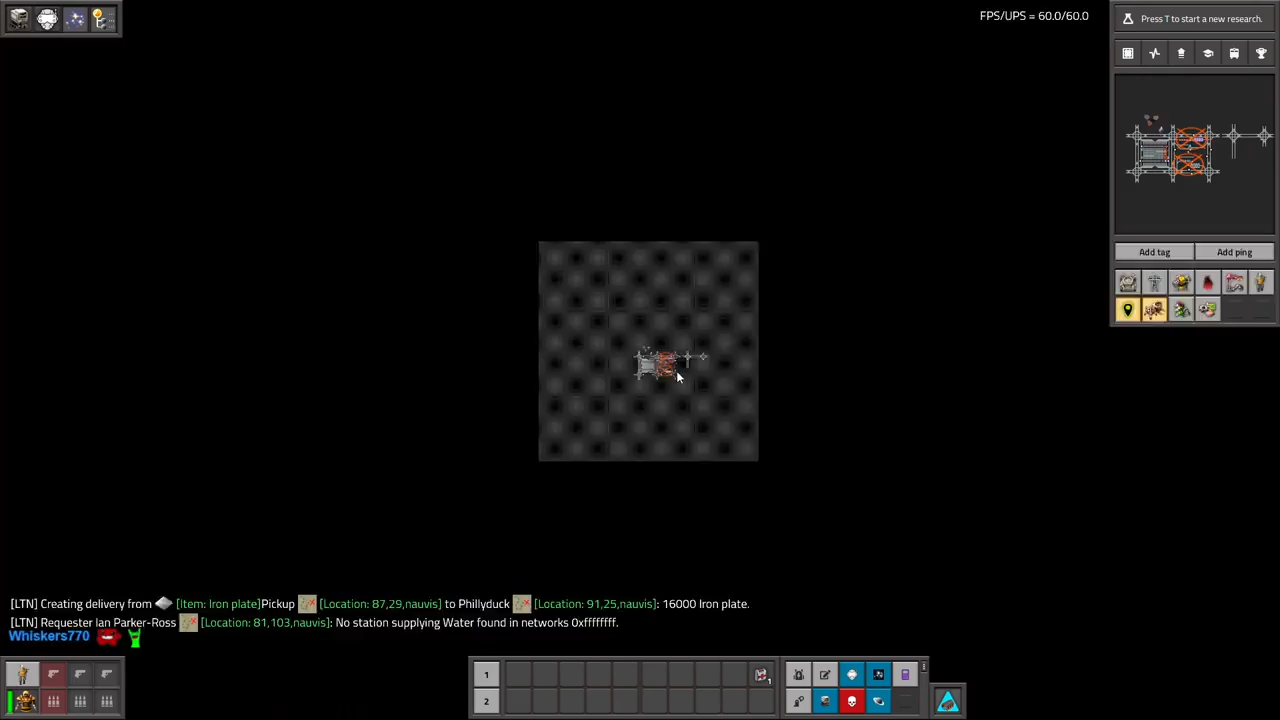 FPS/UPS = 60.0/60.0
Press T to start a new research.
Add tag
Add ping
[LTN] Creating delivery from [Item: Iron plate]Pickup [Location: 87,29,nauvis] to Phillyduck [Location: 91,25,nauvis]: 16000 Iron plate.
[LTN] Requester Ian Parker-Ross [Location: 81,103,nauvis]: No station supplying Water found in networks 0xffffffff.
Whiskers770
1
1
2